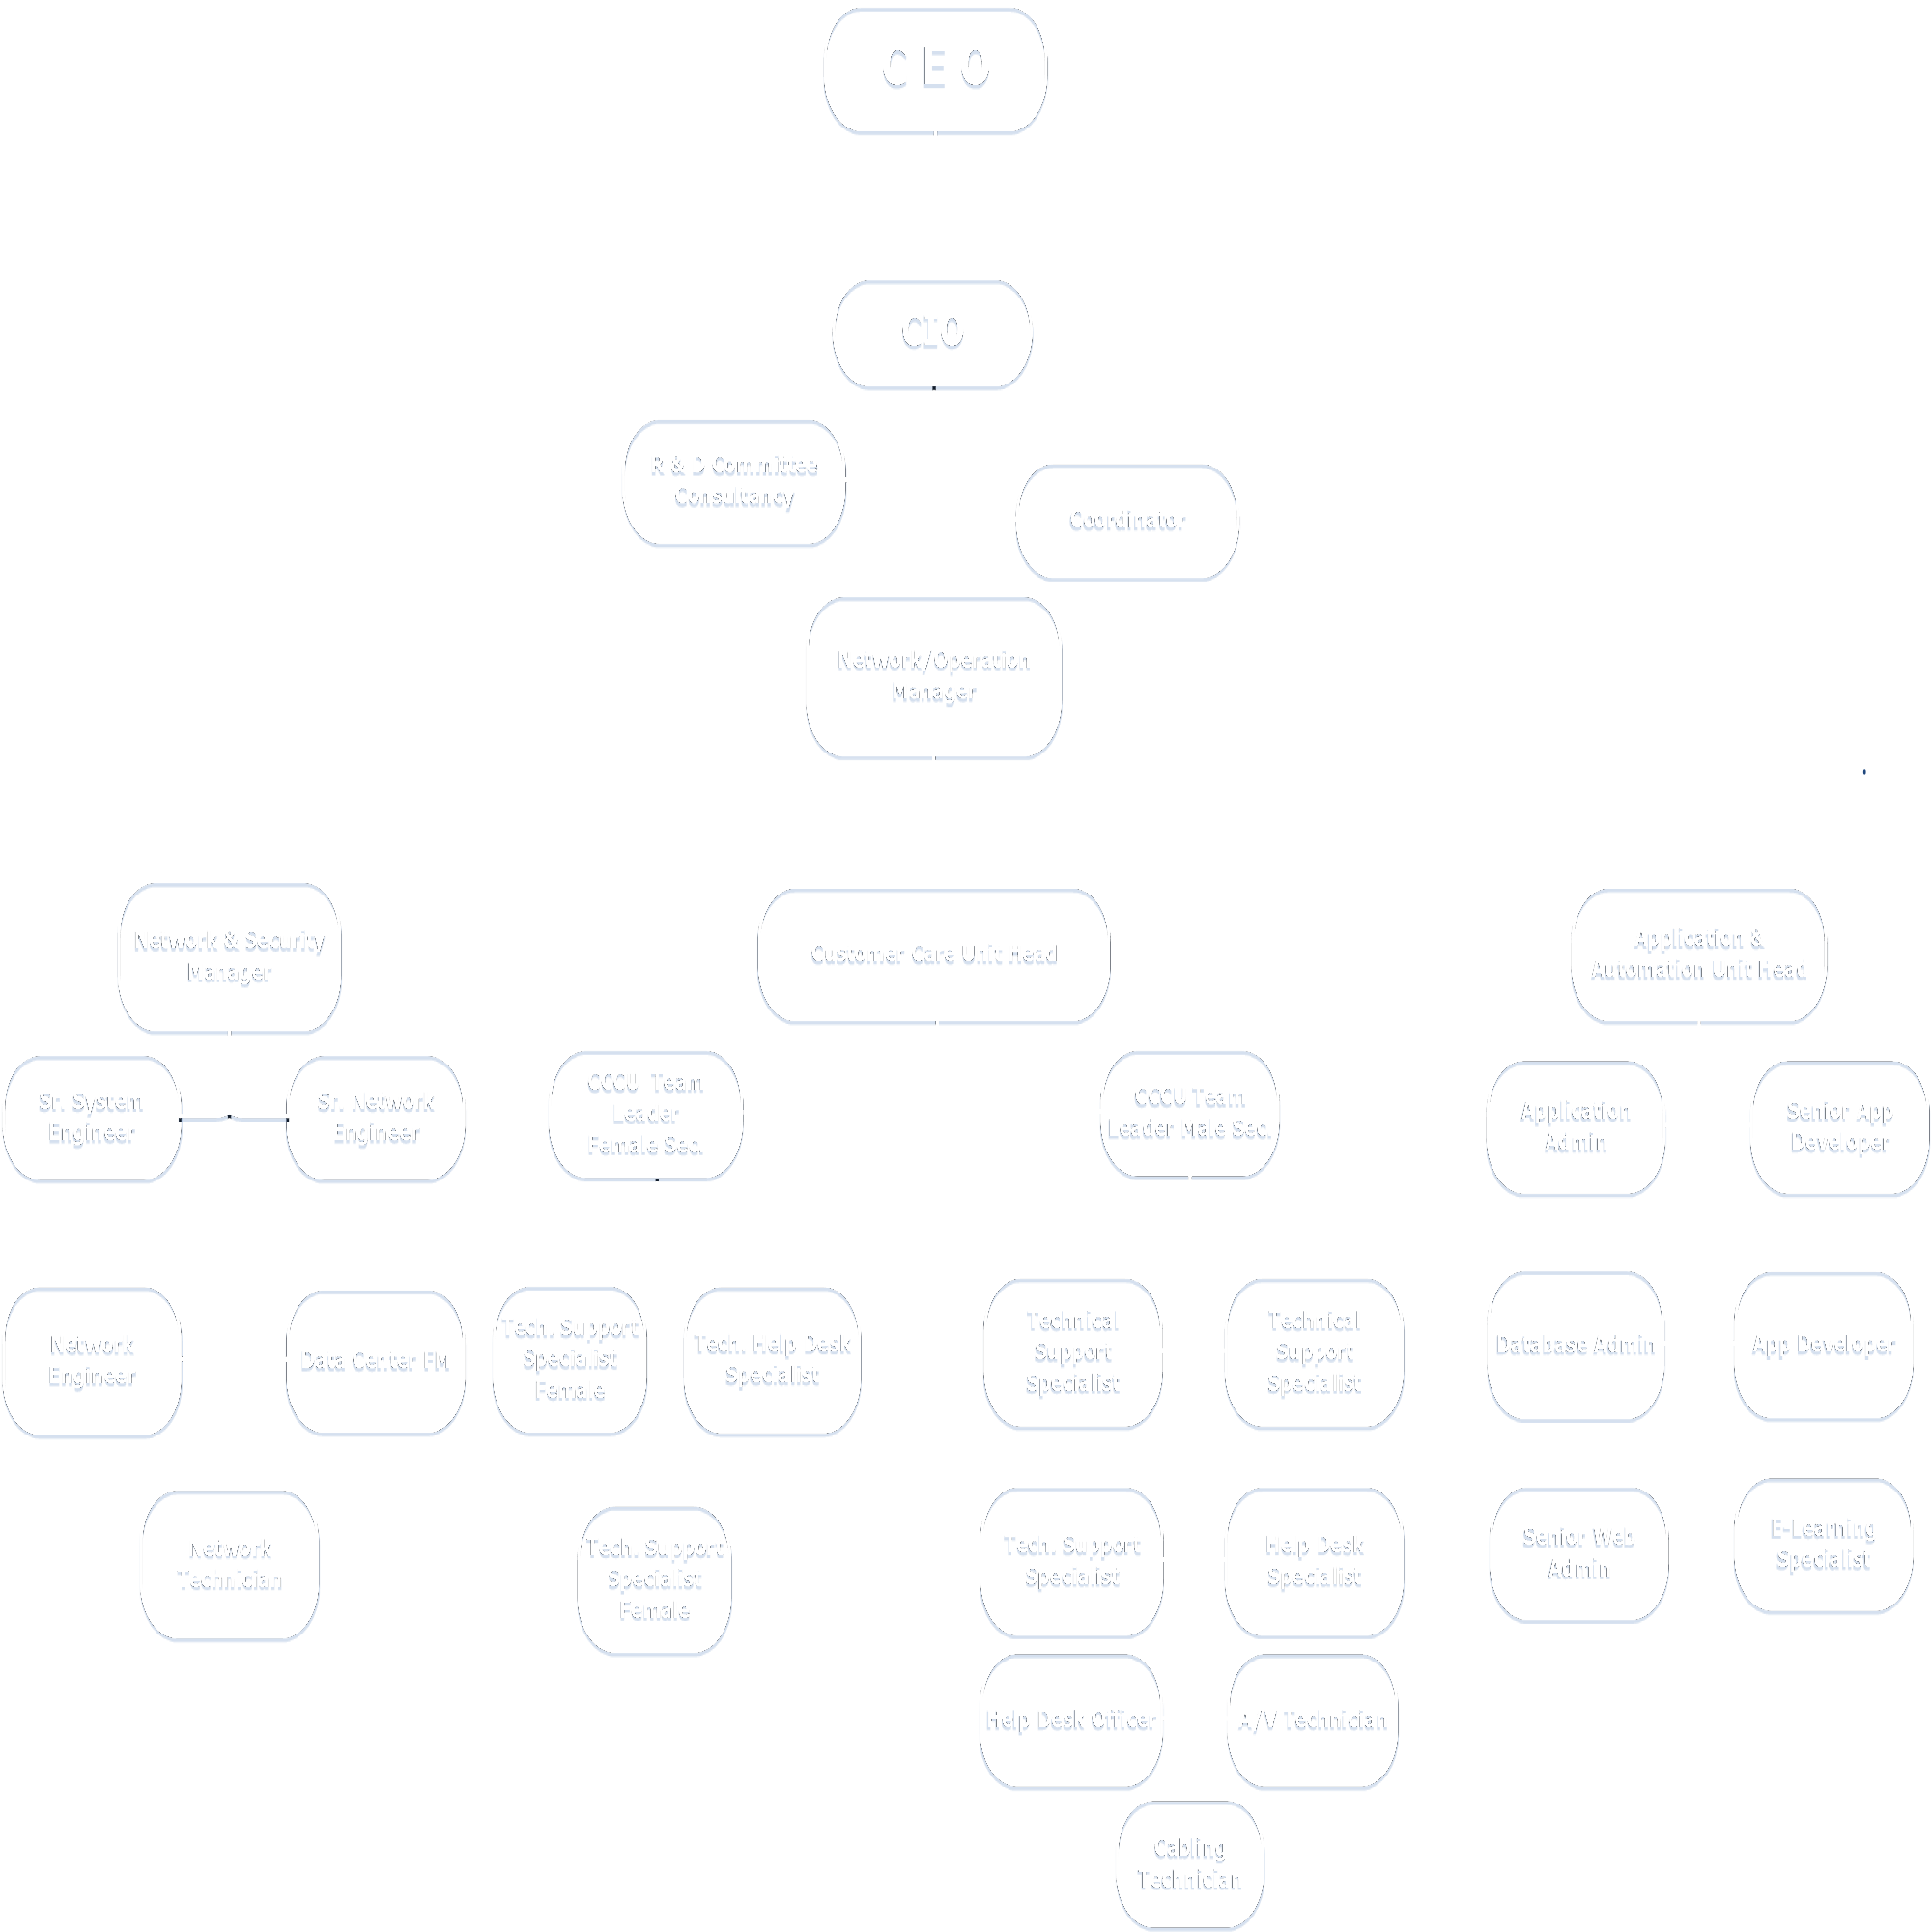 CEO
CIO
R & D Committee
Consultancy
Coordinator
Network/Operation
Manager
Network & Security
Manager
Customer Care Unit Head
Application &
Automation Unit Head
Sr. System
Engineer
Sr. Network
Engineer
CCCU Team
Leader
Female Sec.
CCCU Team
Leader Male Sec.
Application
Admin
Senior App
Developer
Network
Engineer
Data Center FM
Tech. Support
Specialist
Female
Tech. Help Desk
Specialist
Technical
Support
Specialist
Technical
Support
Specialist
Database Admin
App Developer
Network
Technician
Tech. Support
Specialist
Female
Tech. Support
Specialist
Help Desk
Specialist
Senior Web
Admin
E-Learning
Specialist
Help Desk Officer
A/V Technician
Cabling
Technician